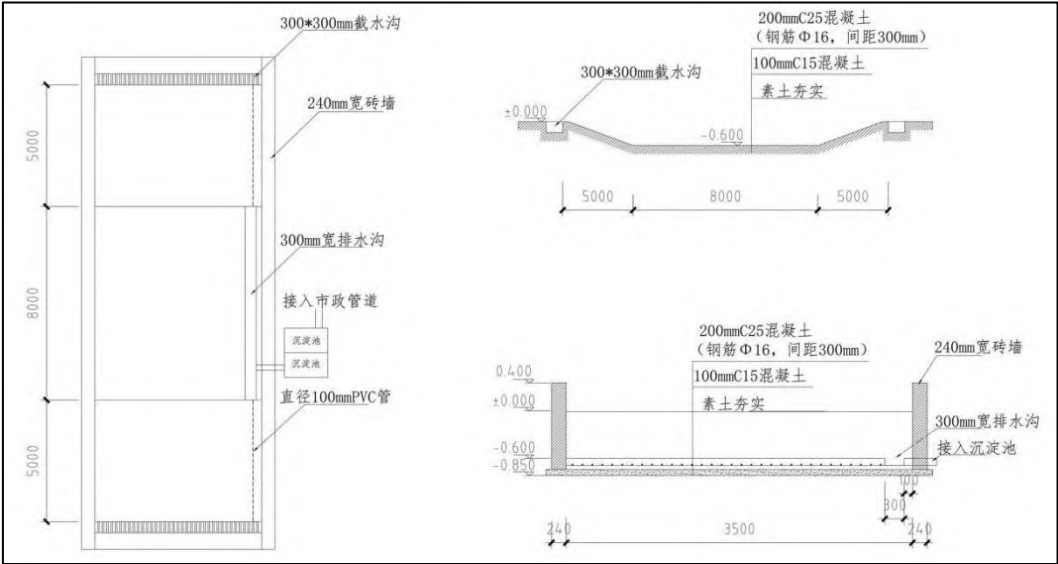 300*300mm截水沟
240mm宽砖墙
5000
300mm宽排水沟
8000
接入市政管道
沉淀池
沉淀池
直径100mmPVC管
5000
200mmC25混凝土
(钢筋Φ16，间距300mm)
100mmC15混凝土
素土夯实
300*300mm截水沟
±0.000
-0.600
5000
8000
5000
200mmC25混凝土
(钢筋Φ16，间距300mm)
100mmC15混凝土
素土夯实
240mm宽砖墙
0.400
±0.000
300mm宽排水沟
接入沉淀池
-0.600
-0.850
100
300
240
3500
240